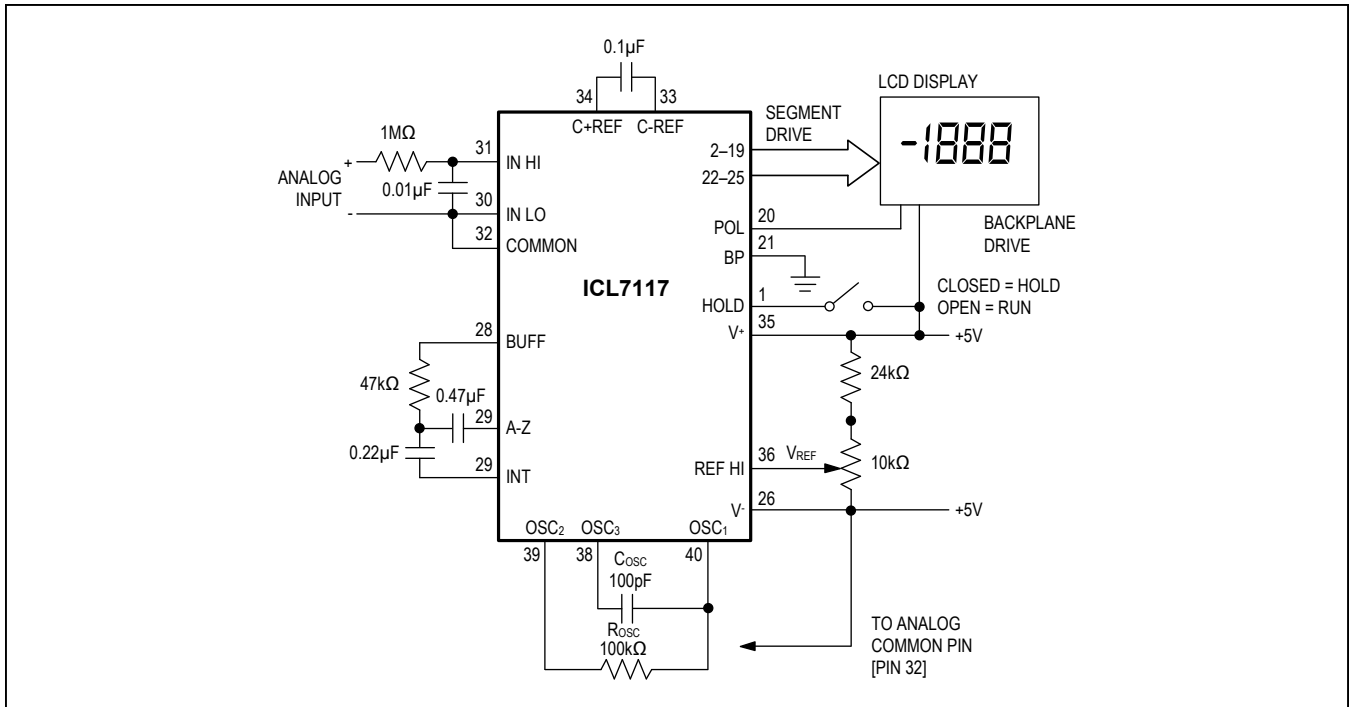 0.1µF
34
33
C+REF
C-REF
LCD DISPLAY
-1888
SEGMENT
DRIVE
1MΩ
+
31
IN HI
2–19
ANALOG
INPUT
0.01µF
22–25
30
IN LO
-
32
COMMON
POL
20
BACKPLANE
DRIVE
BP
21
ICL7117
HOLD
1
CLOSED = HOLD
OPEN = RUN
V+
35
+5V
28
BUFF
47kΩ
24kΩ
0.47µF
29
A-Z
0.22µF
29
INT
REF HI
36
VREF
10kΩ
V-
26
+5V
OSC2
OSC3
OSC1
39
38
40
COSC
100pF
ROSC
100kΩ
TO ANALOG
COMMON PIN
[PIN 32]